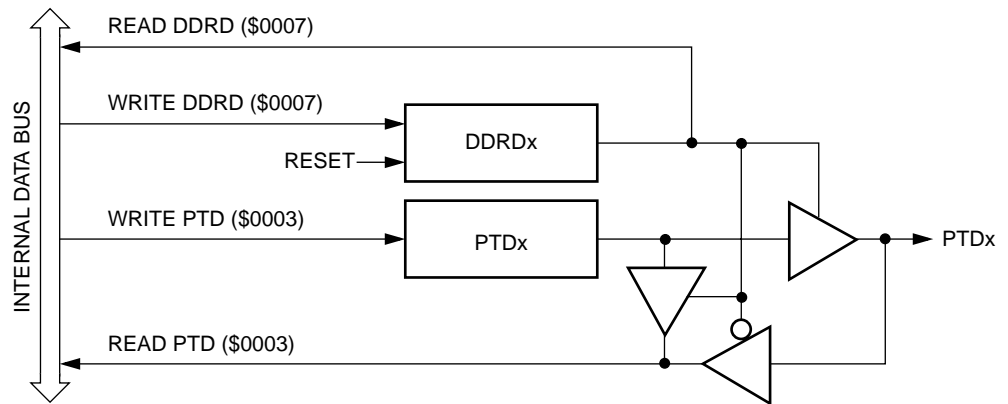 READ DDRD ($0007)
WRITE DDRD ($0007)
DDRDx
RESET
INTERNAL DATA BUS
WRITE PTD ($0003)
PTDx
PTDx
READ PTD ($0003)